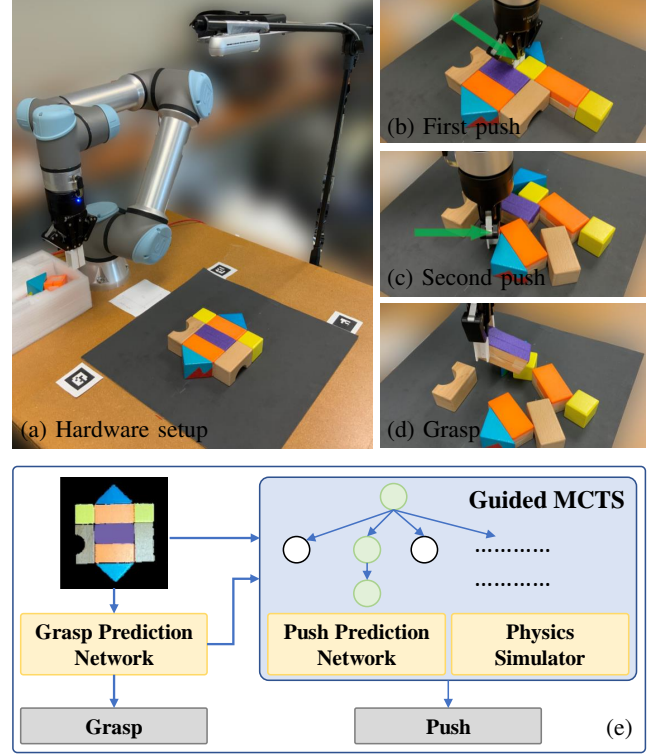 (a) Hardware setup
(b) First push
(c) Second push
(d) Grasp
Guided MCTS
…………
…………
Grasp Prediction
Network
Push Prediction
Network
Physics
Simulator
Grasp
Push
(e)